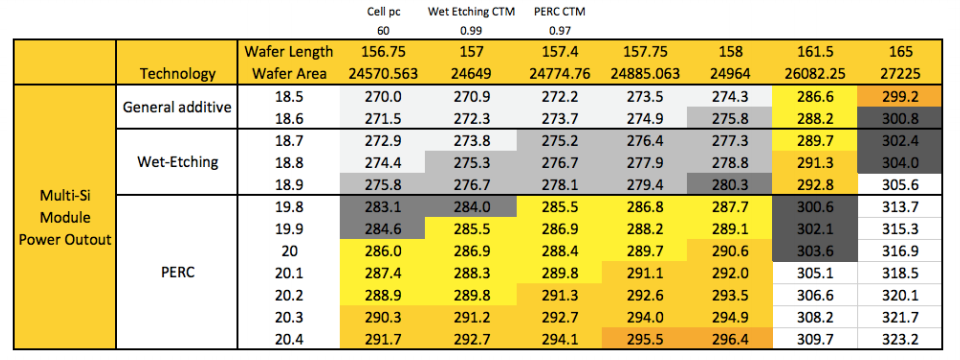 Cell pc Wet Etching CTM PERC CTM
60 0.99 0.97
Wafer Length 156.75 157 157.4 157.75 158 161.5 165
Technology Wafer Area 24570.563 24649 24774.76 24885.063 24964 26082.25 27225
Multi-Si Module Power Outout
General additive
18.5 270.0 270.9 272.2 273.5 274.3 286.6 299.2
18.6 271.5 272.3 273.7 274.9 275.8 288.2 300.8
Wet-Etching
18.7 272.9 273.8 275.2 276.4 277.3 289.7 302.4
18.8 274.4 275.3 276.7 277.9 278.8 291.3 304.0
18.9 275.8 276.7 278.1 279.4 280.3 292.8 305.6
PERC
19.8 283.1 284.0 285.5 286.8 287.7 300.6 313.7
19.9 284.6 285.5 286.9 288.2 289.1 302.1 315.3
20 286.0 286.9 288.4 289.7 290.6 303.6 316.9
20.1 287.4 288.3 289.8 291.1 292.0 305.1 318.5
20.2 288.9 289.8 291.3 292.6 293.5 306.6 320.1
20.3 290.3 291.2 292.7 294.0 294.9 308.2 321.7
20.4 291.7 292.7 294.1 295.5 296.4 309.7 323.2